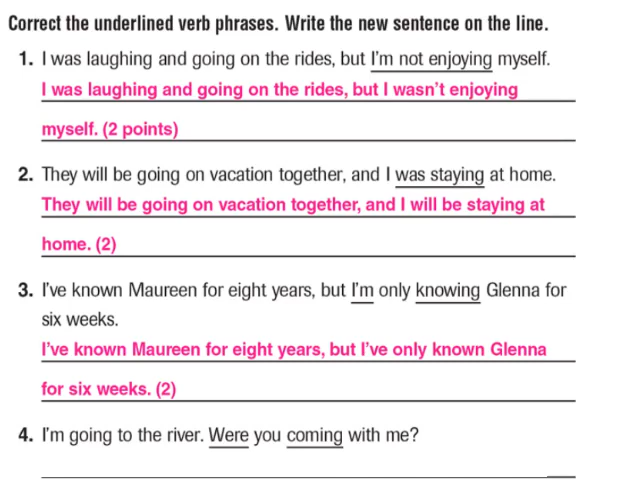 Correct the underlined verb phrases. Write the new sentence on the line.
1. I was laughing and going on the rides, but I'm not enjoying myself.
I was laughing and going on the rides, but I wasn't enjoying
myself. (2 points)
2. They will be going on vacation together, and I was staying at home.
They will be going on vacation together, and I will be staying at
home. (2)
3. I've known Maureen for eight years, but I'm only knowing Glenna for
six weeks.
I've known Maureen for eight years, but I've only known Glenna
for six weeks. (2)
4. I'm going to the river. Were you coming with me?